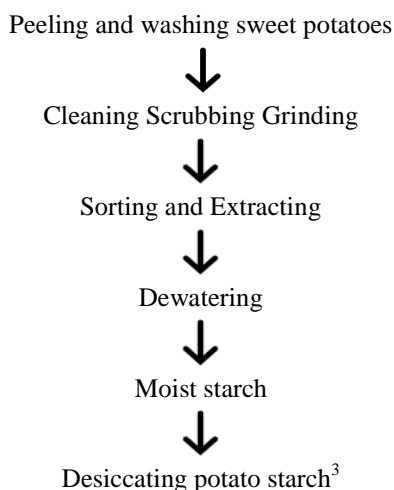 Peeling and washing sweet potatoes
Cleaning Scrubbing Grinding
Sorting and Extracting
Dewatering
Moist starch
Desiccating potato starch³